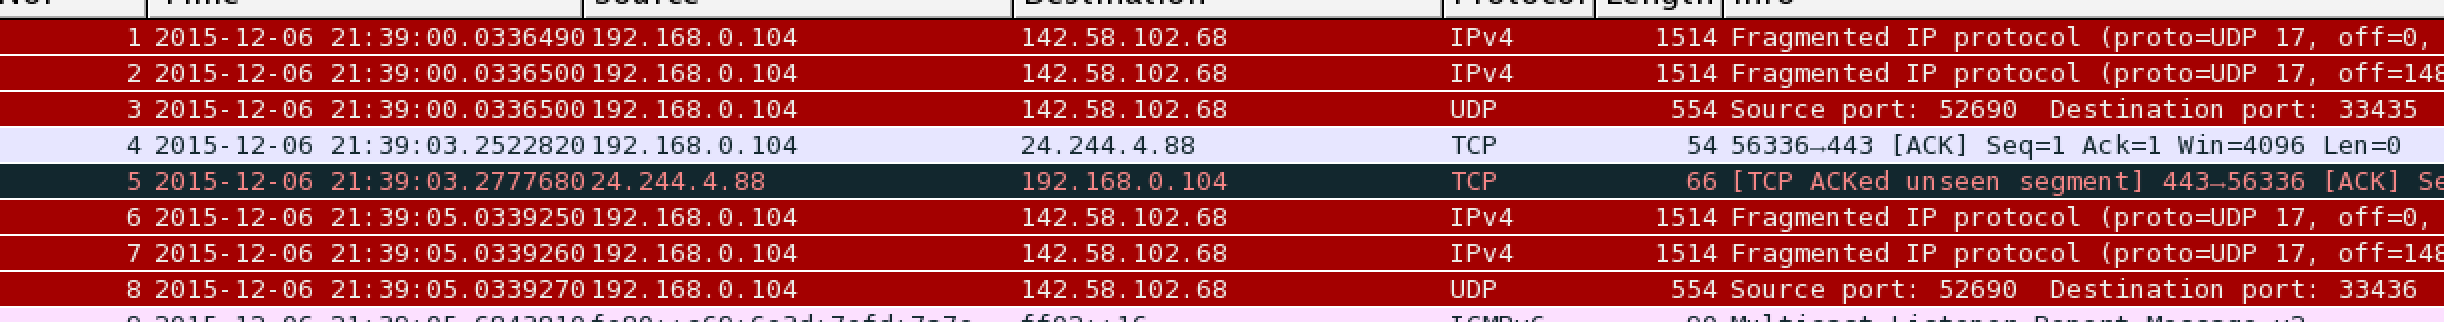 No. Time Source Destination Protocol Length Info
1 2015-12-06 21:39:00.0336490 192.168.0.104 142.58.102.68 IPv4 1514 Fragmented IP protocol (proto=UDP 17, off=0,
2 2015-12-06 21:39:00.0336500 192.168.0.104 142.58.102.68 IPv4 1514 Fragmented IP protocol (proto=UDP 17, off=148
3 2015-12-06 21:39:00.0336500 192.168.0.104 142.58.102.68 UDP 554 Source port: 52690 Destination port: 33435
4 2015-12-06 21:39:03.2522820 192.168.0.104 24.244.4.88 TCP 54 56336→443 [ACK] Seq=1 Ack=1 Win=4096 Len=0
5 2015-12-06 21:39:03.2777680 24.244.4.88 192.168.0.104 TCP 66 [TCP ACKed unseen segment] 443→56336 [ACK] Se
6 2015-12-06 21:39:05.0339250 192.168.0.104 142.58.102.68 IPv4 1514 Fragmented IP protocol (proto=UDP 17, off=0,
7 2015-12-06 21:39:05.0339260 192.168.0.104 142.58.102.68 IPv4 1514 Fragmented IP protocol (proto=UDP 17, off=148
8 2015-12-06 21:39:05.0339270 192.168.0.104 142.58.102.68 UDP 554 Source port: 52690 Destination port: 33436
9 2015-12-06 ICMPv6 90 Multicast Listener Report Message v2